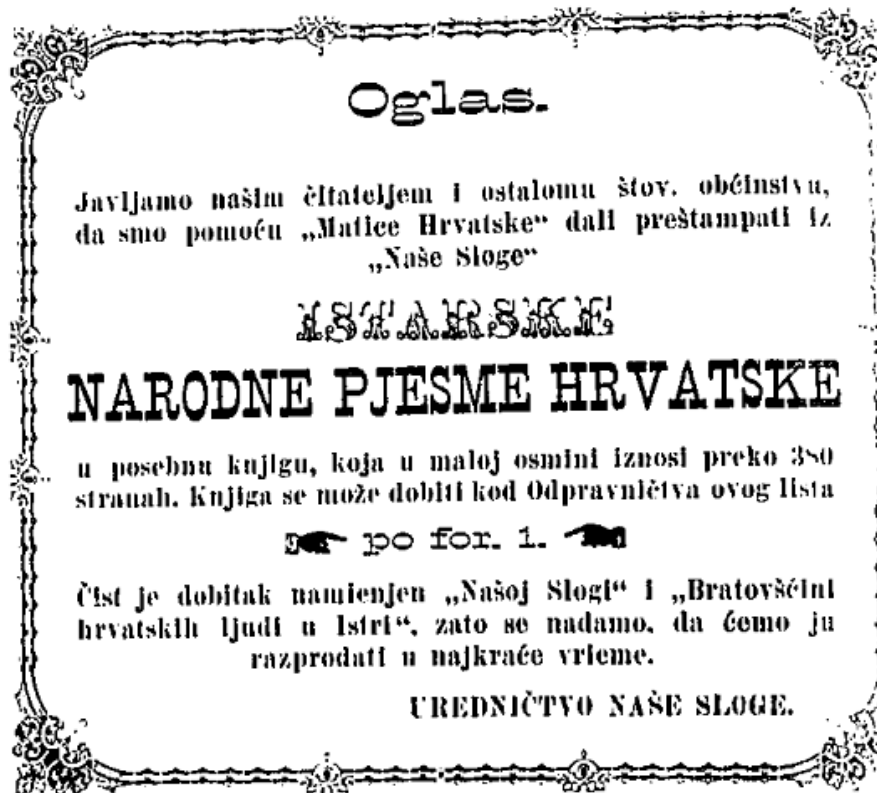 Oglas.
Javljamo našim čitateljem i ostalomu štov. občinstvu,
da smo pomoću „Matice Hrvatske“ dali preštampati iz
„Naše Sloge“
ISTARSKE
NARODNE PJESME HRVATSKE
u posebnu knjigu, koja u maloj osmini iznosi preko 380
stranah. Knjiga se može dobiti kod Odpravničtva ovog lista
po for. 1.
Čist je dobitak namienjen „Našoj Slogi“ i „Bratovšćini
hrvatskih ljudi u Istri“, zato se nadamo, da ćemo ju
razprodati u najkraće vrieme.
UREDNIČTVO NAŠE SLOGE.